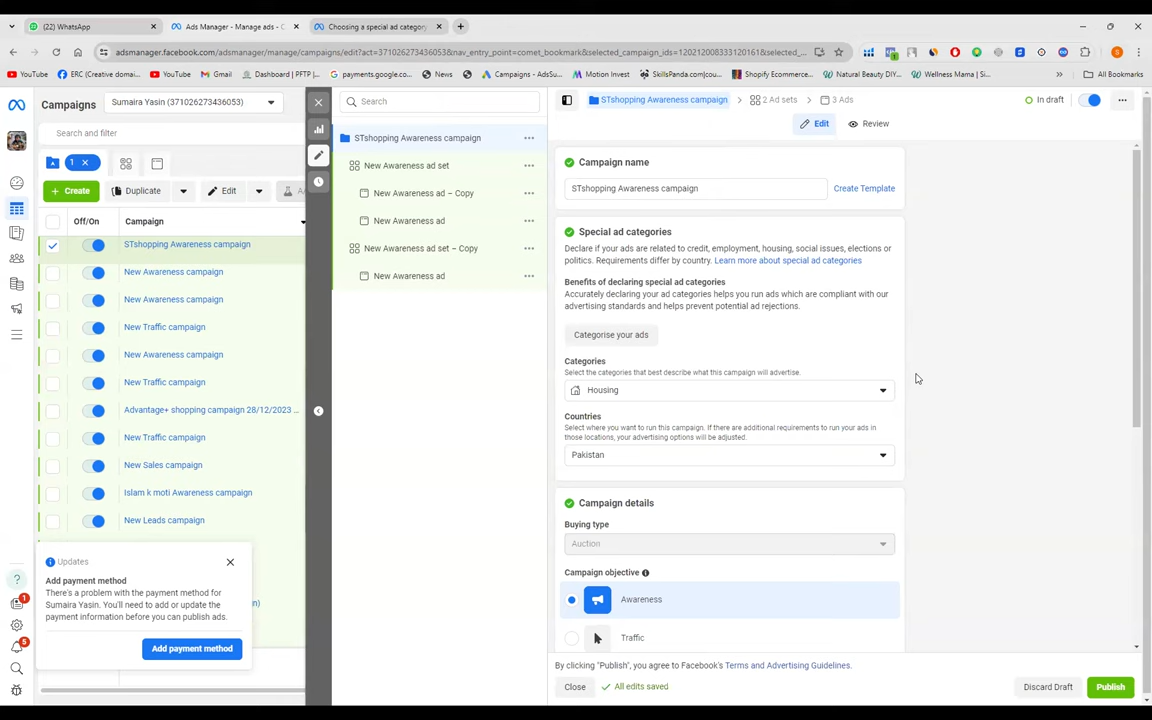 (22) WhatsApp
Ads Manager - Manage ads - C
Choosing a special ad category
adsmanager.facebook.com/adsmanager/manage/campaigns/edit?act=371026273436053&nav_entry_point=comet_bookmark&selected_campaign_ids=120212008333120161&selected_...
YouTube
ERC (Creative domai...
YouTube
Gmail
Dashboard | PFTP |...
payments.google.co...
News
Campaigns - AdsSu...
Motion Invest
SkillsPanda.com|cou...
Shopify Ecommerce...
Natural Beauty DIY...
Wellness Mama | Si...
All Bookmarks
Campaigns
Sumaira Yasin (371026273436053)
Search and filter
1
Create
Duplicate
Edit
Off/On
Campaign
STshopping Awareness campaign
New Awareness campaign
New Awareness campaign
New Traffic campaign
New Awareness campaign
New Traffic campaign
Advantage+ shopping campaign 28/12/2023 ...
New Traffic campaign
New Sales campaign
Islam k moti Awareness campaign
New Leads campaign
Updates
Add payment method
There's a problem with the payment method for
Sumaira Yasin. You'll need to add or update the
payment information before you can publish ads.
Add payment method
1
5
Search
STshopping Awareness campaign
New Awareness ad set
New Awareness ad – Copy
New Awareness ad
New Awareness ad set – Copy
New Awareness ad
STshopping Awareness campaign
2 Ad sets
3 Ads
In draft
Edit
Review
Campaign name
STshopping Awareness campaign
Create Template
Special ad categories
Declare if your ads are related to credit, employment, housing, social issues, elections or
politics. Requirements differ by country. Learn more about special ad categories
Benefits of declaring special ad categories
Accurately declaring your ad categories helps you run ads which are compliant with our
advertising standards and helps prevent potential ad rejections.
Categorise your ads
Categories
Select the categories that best describe what this campaign will advertise.
Housing
Countries
Select where you want to run this campaign. If there are additional requirements to run your ads in
those locations, your advertising options will be adjusted.
Pakistan
Campaign details
Buying type
Auction
Campaign objective
Awareness
Traffic
By clicking "Publish", you agree to Facebook's Terms and Advertising Guidelines.
Close
All edits saved
Discard Draft
Publish